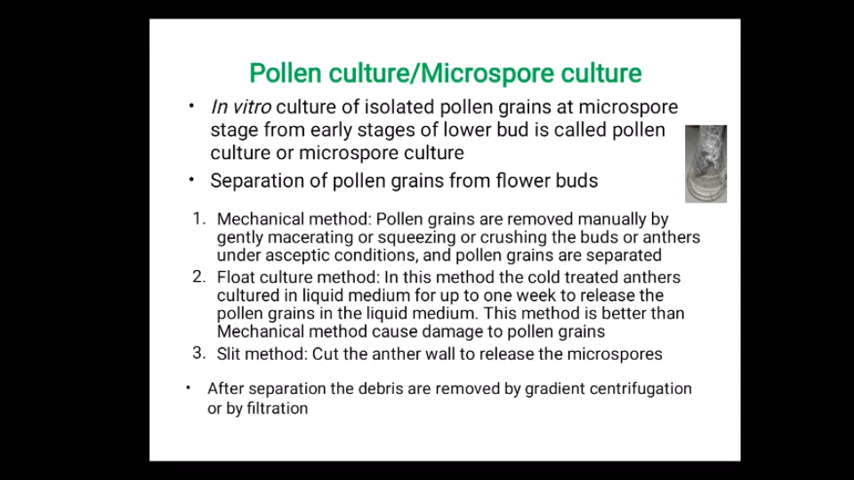 Pollen culture/Microspore culture
• In vitro culture of isolated pollen grains at microspore
stage from early stages of lower bud is called pollen
culture or microspore culture
• Separation of pollen grains from flower buds
1. Mechanical method: Pollen grains are removed manually by
gently macerating or squeezing or crushing the buds or anthers
under asceptic conditions, and pollen grains are separated
2. Float culture method: In this method the cold treated anthers
cultured in liquid medium for up to one week to release the
pollen grains in the liquid medium. This method is better than
Mechanical method cause damage to pollen grains
3. Slit method: Cut the anther wall to release the microspores
• After separation the debris are removed by gradient centrifugation
or by filtration